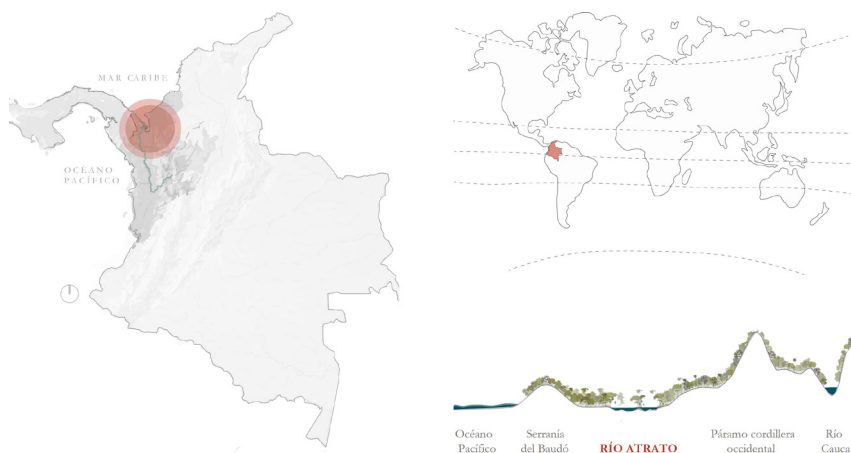 MAR CARIBE
OCÉANO
PACÍFICO
Océano
Pacífico
Serranía
del Baudó
RÍO ATRATO
Páramo cordillera
occidental
Río
Cauca